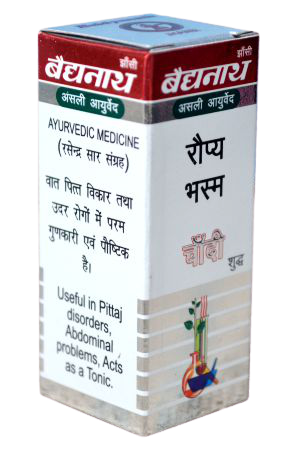 झाँसी
बैद्यनाथ
असली आयुर्वेद
AYURVEDIC MEDICINE
(रसेन्द्र सार संग्रह)
वात पित्त विकार तथा
उदर रोगों में परम
गुणकारी एवं पौष्टिक
है।
Useful in Pittaj
disorders,
Abdominal
problems, Acts
as a Tonic.
झाँसी
बैद्यनाथ
असली आयुर्वेद
रौप्य
भस्म
चाँदी
शुद्ध